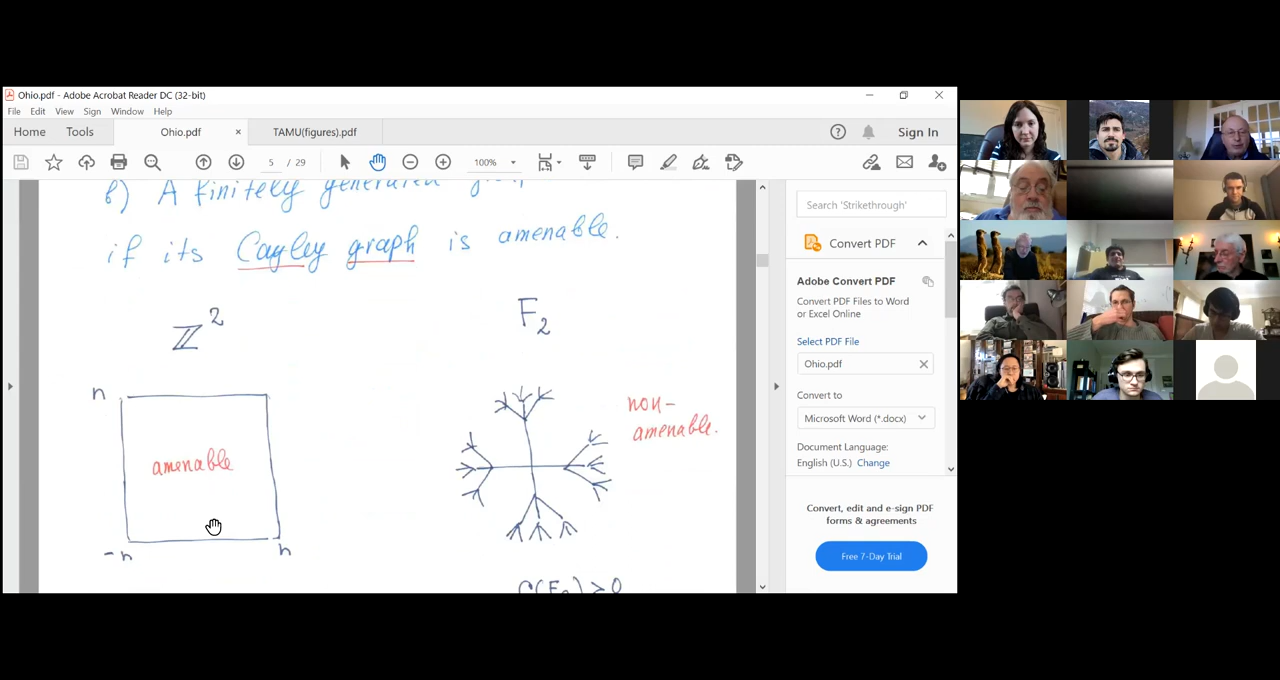 Ohio.pdf - Adobe Acrobat Reader DC (32-bit)
File Edit View Sign Window Help
Home Tools Ohio.pdf × TAMU(figures).pdf Sign In
5 / 29 100%
b) A finitely generated
if its Cayley graph is amenable.
ℤ²
F₂
n
non-
amenable.
amenable
-n
n
(F₂) > 0
Search 'Strikethrough'
Convert PDF
Adobe Convert PDF
Convert PDF Files to Word
or Excel Online
Select PDF File
Ohio.pdf
Convert to
Microsoft Word (*.docx)
Document Language:
English (U.S.) Change
Convert, edit and e-sign PDF
forms & agreements
Free 7-Day Trial